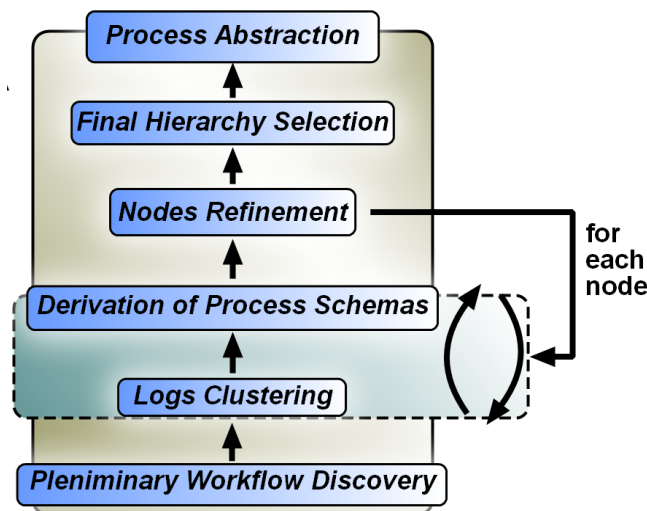 Process Abstraction
Final Hierarchy Selection
Nodes Refinement
for
each
node
Derivation of Process Schemas
Logs Clustering
Pleniminary Workflow Discovery